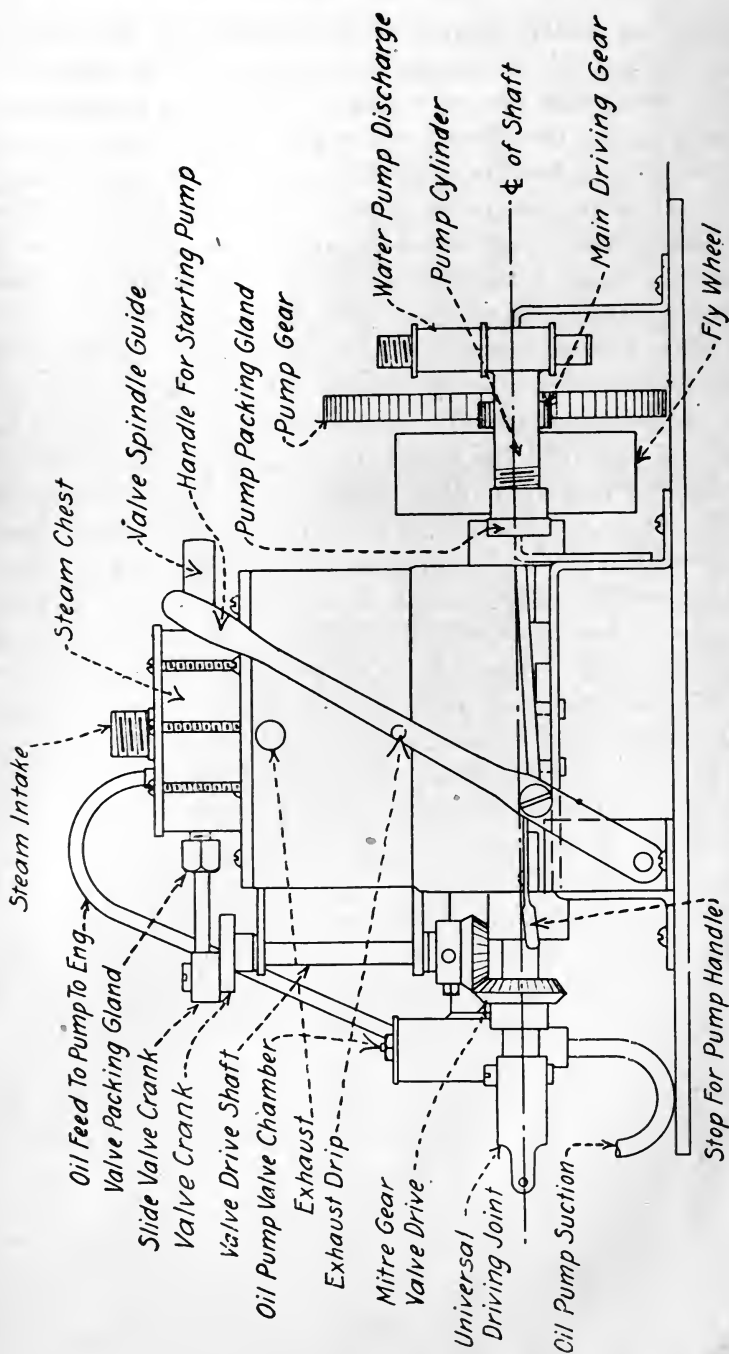 Steam Intake
Oil Feed To Pump To Eng.
Valve Packing Gland
Slide Valve Crank
Valve Crank
Valve Drive Shaft
Oil Pump Valve Chamber
Exhaust
Exhaust Drip
Mitre Gear
Valve Drive
Universal
Driving Joint
Oil Pump Suction
Steam Chest
Valve Spindle Guide
Handle For Starting Pump
Pump Gear
Pump Packing Gland
Water Pump Discharge
Pump Cylinder
℄ of Shaft
Main Driving Gear
Fly Wheel
Stop For Pump Handle